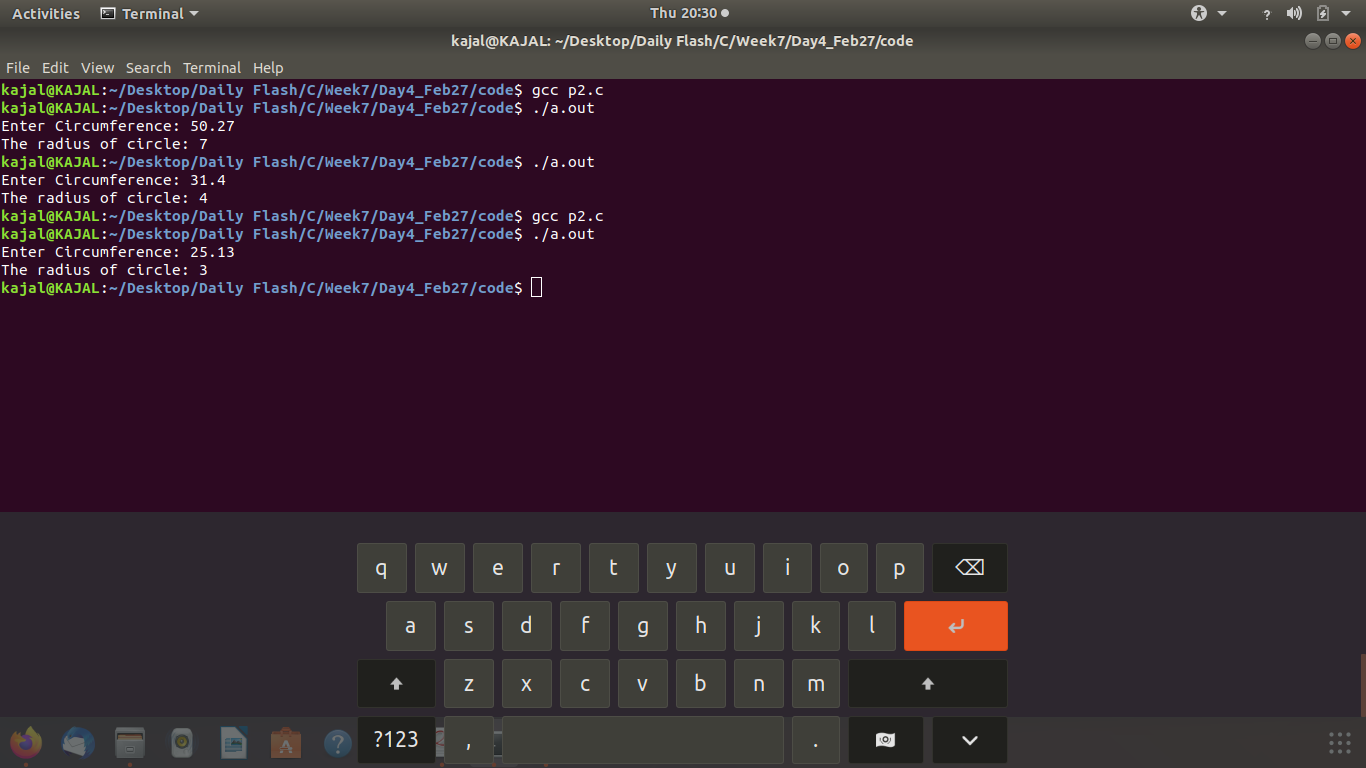 Activities Terminal Thu 20:30
kajal@KAJAL: ~/Desktop/Daily Flash/C/Week7/Day4_Feb27/code
File Edit View Search Terminal Help
kajal@KAJAL:~/Desktop/Daily Flash/C/Week7/Day4_Feb27/code$ gcc p2.c
kajal@KAJAL:~/Desktop/Daily Flash/C/Week7/Day4_Feb27/code$ ./a.out
Enter Circumference: 50.27
The radius of circle: 7
kajal@KAJAL:~/Desktop/Daily Flash/C/Week7/Day4_Feb27/code$ ./a.out
Enter Circumference: 31.4
The radius of circle: 4
kajal@KAJAL:~/Desktop/Daily Flash/C/Week7/Day4_Feb27/code$ gcc p2.c
kajal@KAJAL:~/Desktop/Daily Flash/C/Week7/Day4_Feb27/code$ ./a.out
Enter Circumference: 25.13
The radius of circle: 3
kajal@KAJAL:~/Desktop/Daily Flash/C/Week7/Day4_Feb27/code$
q w e r t y u i o p
a s d f g h j k l
z x c v b n m
?123 , .